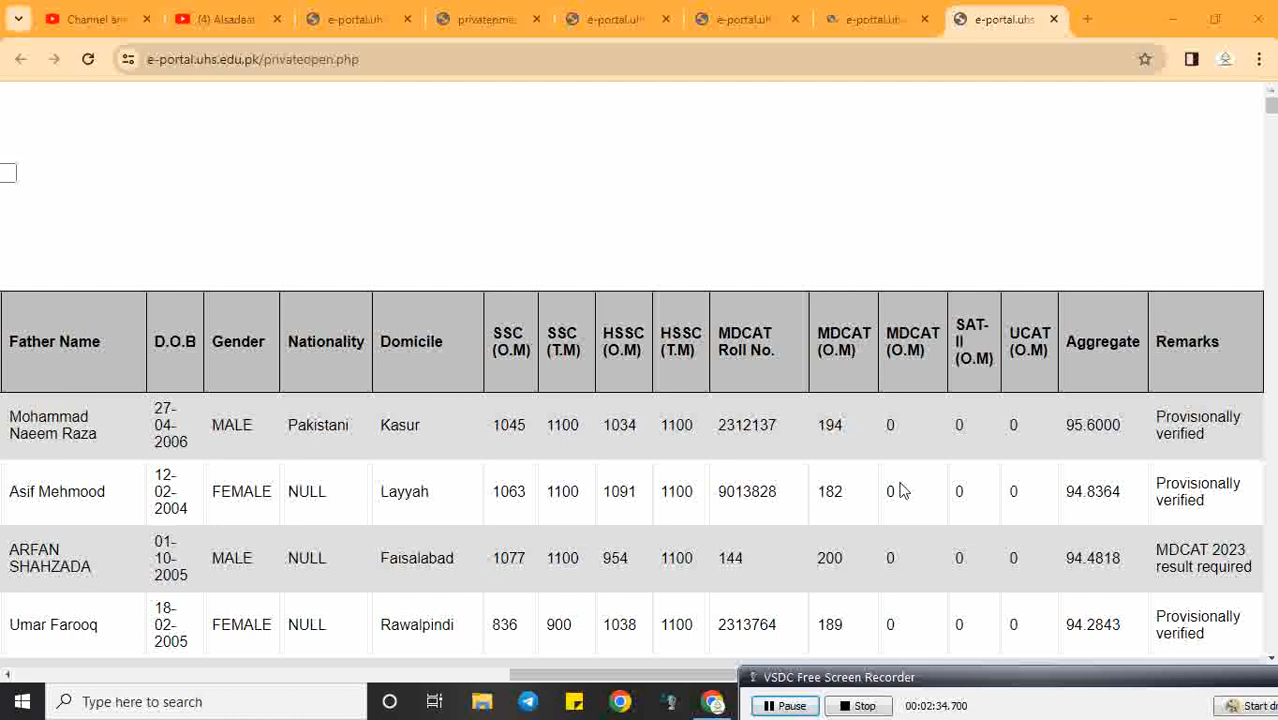 Channel an
(4) Alsadaat
e-portal.uh
privatenme
e-portal.uh
e-portal.uh
e-portal.uh
e-portal.uhs
e-portal.uhs.edu.pk/privateopen.php
Father Name D.O.B Gender Nationality Domicile SSC (O.M) SSC (T.M) HSSC (O.M) HSSC (T.M) MDCAT Roll No. MDCAT (O.M) MDCAT (O.M) SAT-II (O.M) UCAT (O.M) Aggregate Remarks
Mohammad Naeem Raza 27-04-2006 MALE Pakistani Kasur 1045 1100 1034 1100 2312137 194 0 0 0 95.6000 Provisionally verified
Asif Mehmood 12-02-2004 FEMALE NULL Layyah 1063 1100 1091 1100 9013828 182 0 0 0 94.8364 Provisionally verified
ARFAN SHAHZADA 01-10-2005 MALE NULL Faisalabad 1077 1100 954 1100 144 200 0 0 0 94.4818 MDCAT 2023 result required
Umar Farooq 18-02-2005 FEMALE NULL Rawalpindi 836 900 1038 1100 2313764 189 0 0 0 94.2843 Provisionally verified
VSDC Free Screen Recorder
Pause Stop 00:02:34.700 Start d
Type here to search